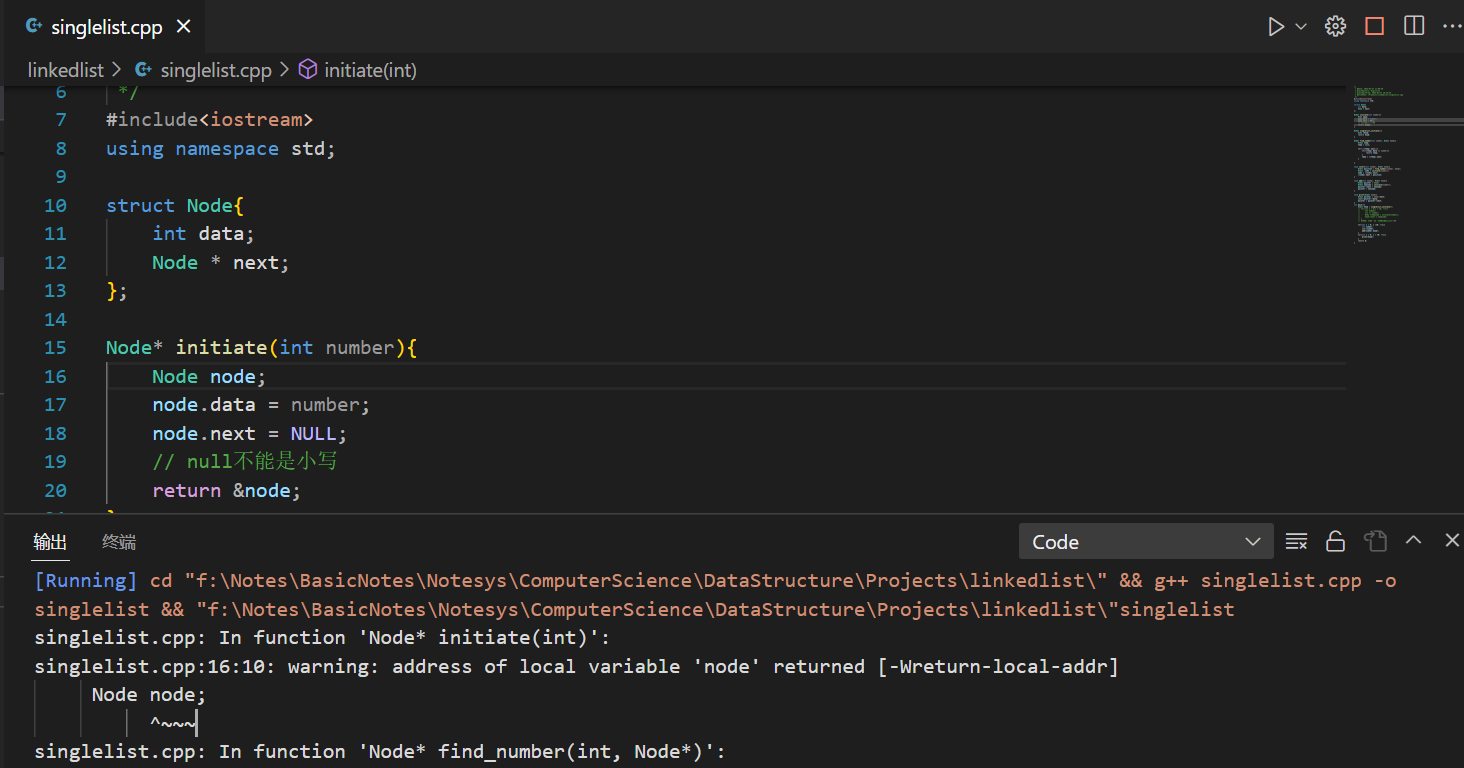 singlelist.cpp
linkedlist > singlelist.cpp > initiate(int)
6 */
7 #include<iostream>
8 using namespace std;
9
10 struct Node{
11 int data;
12 Node * next;
13 };
14
15 Node* initiate(int number){
16 Node node;
17 node.data = number;
18 node.next = NULL;
19 // null不能是小写
20 return &node;
输出 终端 Code
[Running] cd "f:\Notes\BasicNotes\Notesys\ComputerScience\DataStructure\Projects\linkedlist\" && g++ singlelist.cpp -o
singlelist && "f:\Notes\BasicNotes\Notesys\ComputerScience\DataStructure\Projects\linkedlist\"singlelist
singlelist.cpp: In function 'Node* initiate(int)':
singlelist.cpp:16:10: warning: address of local variable 'node' returned [-Wreturn-local-addr]
Node node;
^~~~
singlelist.cpp: In function 'Node* find_number(int, Node*)':